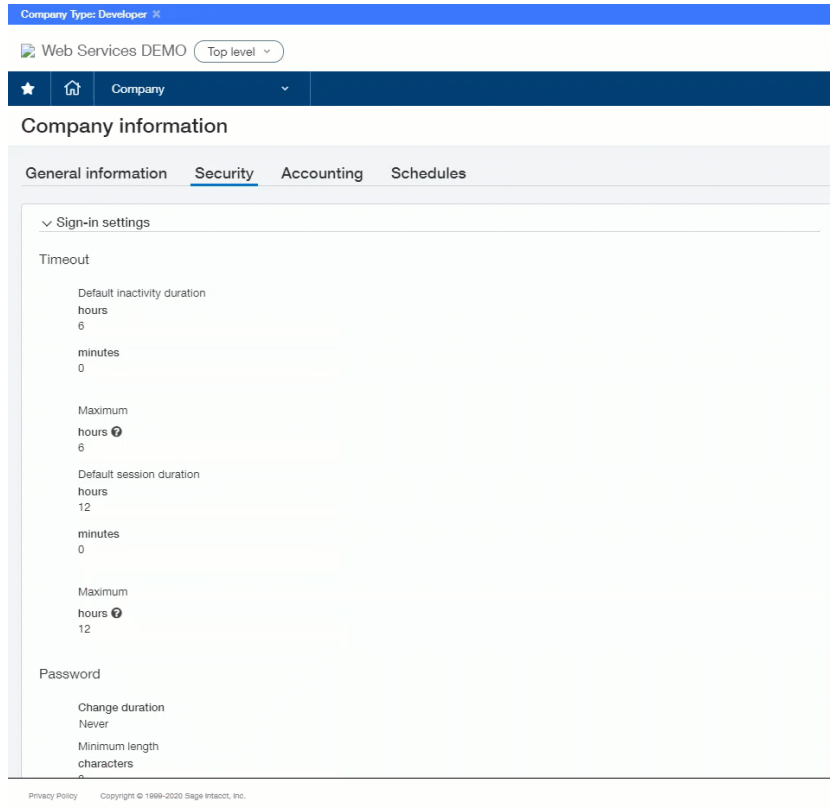 Company Type: Developer ✕
Web Services DEMO Top level
Company
Company information
General information Security Accounting Schedules
Sign-in settings
Timeout
Default inactivity duration
hours
6
minutes
0
Maximum
hours ?
6
Default session duration
hours
12
minutes
0
Maximum
hours ?
12
Password
Change duration
Never
Minimum length
characters
Privacy Policy Copyright © 1999-2020 Sage Intacct, Inc.